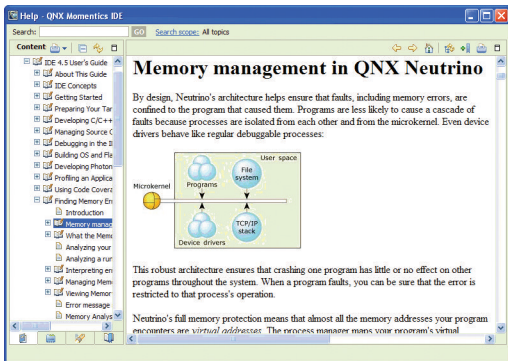 Help - QNX Momentics IDE
Search:
GO
Search scope: All topics
Content
IDE 4.5 User's Guide
About This Guide
IDE Concepts
Getting Started
Preparing Your Tar
Developing C/C++
Managing Source C
Debugging in the I
Building OS and Fla
Developing Photon
Profiling an Applica
Using Code Covera
Finding Memory Er
Introduction
Memory manag
What the Mem
Analyzing your
Analyzing a run
Interpreting er
Managing Mem
Viewing Memor
Error message
Memory Analys
Memory management in QNX Neutrino
By design, Neutrino's architecture helps ensure that faults, including memory errors, are
confined to the program that caused them. Programs are less likely to cause a cascade of
faults because processes are isolated from each other and from the microkernel. Even device
drivers behave like regular debuggable processes:
User space
Microkernel
Programs
File
system
Device drivers
TCP/IP
stack
This robust architecture ensures that crashing one program has little or no effect on other
programs throughout the system. When a program faults, you can be sure that the error is
restricted to that process's operation.
Neutrino's full memory protection means that almost all the memory addresses your program
encounters are virtual addresses. The process manager maps your program's virtual